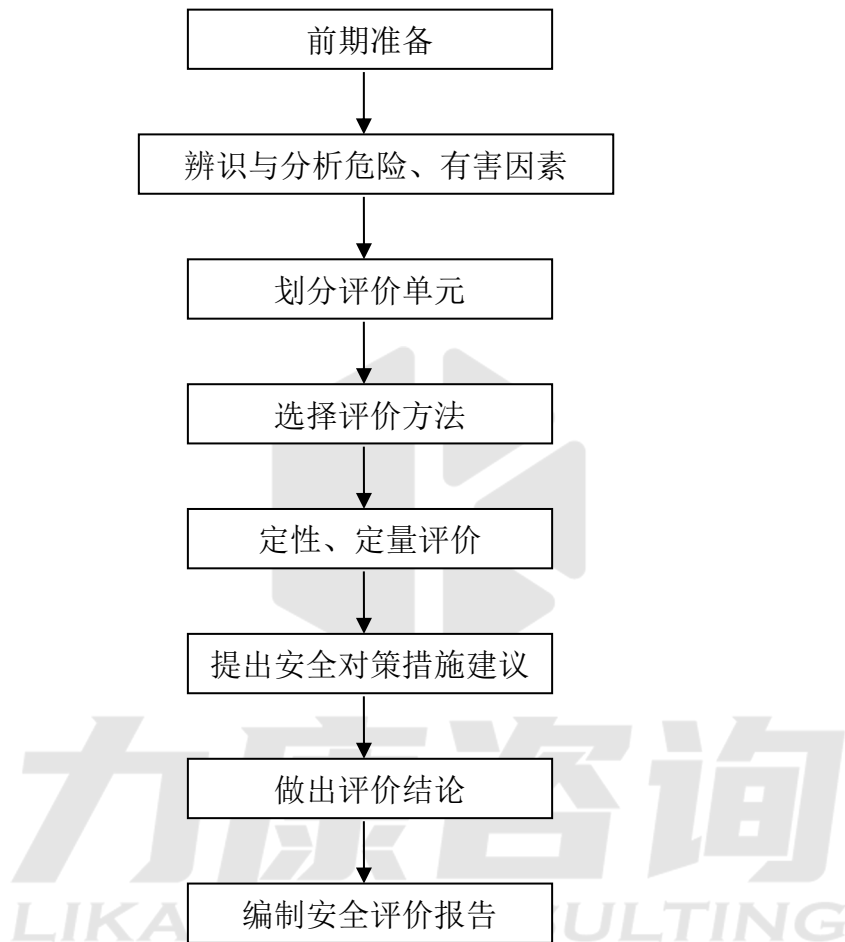 前期准备
辨识与分析危险、有害因素
划分评价单元
选择评价方法
定性、定量评价
提出安全对策措施建议
做出评价结论
力康咨询
编制安全评价报告